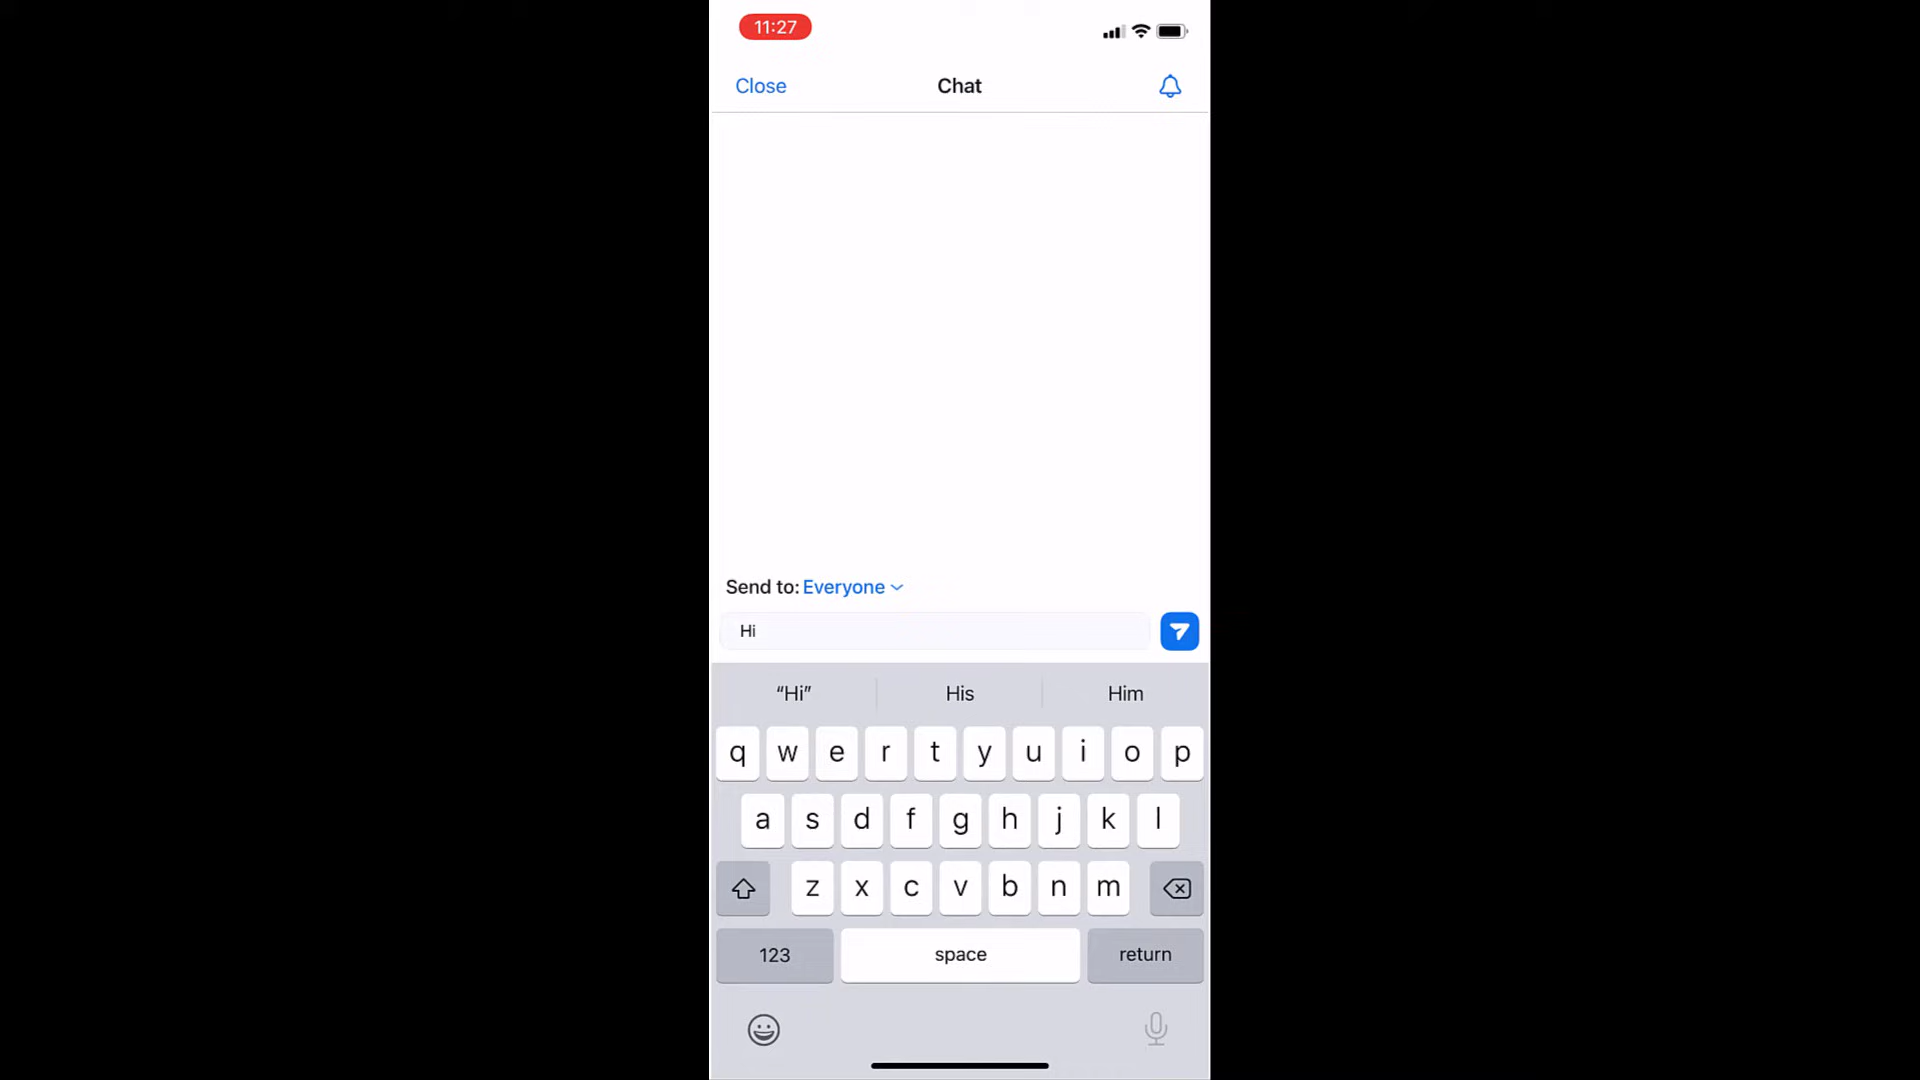 11:27
Close Chat
Send to: Everyone
Hi
“Hi” His Him
q w e r t y u i o p
a s d f g h j k l
z x c v b n m
123 space return